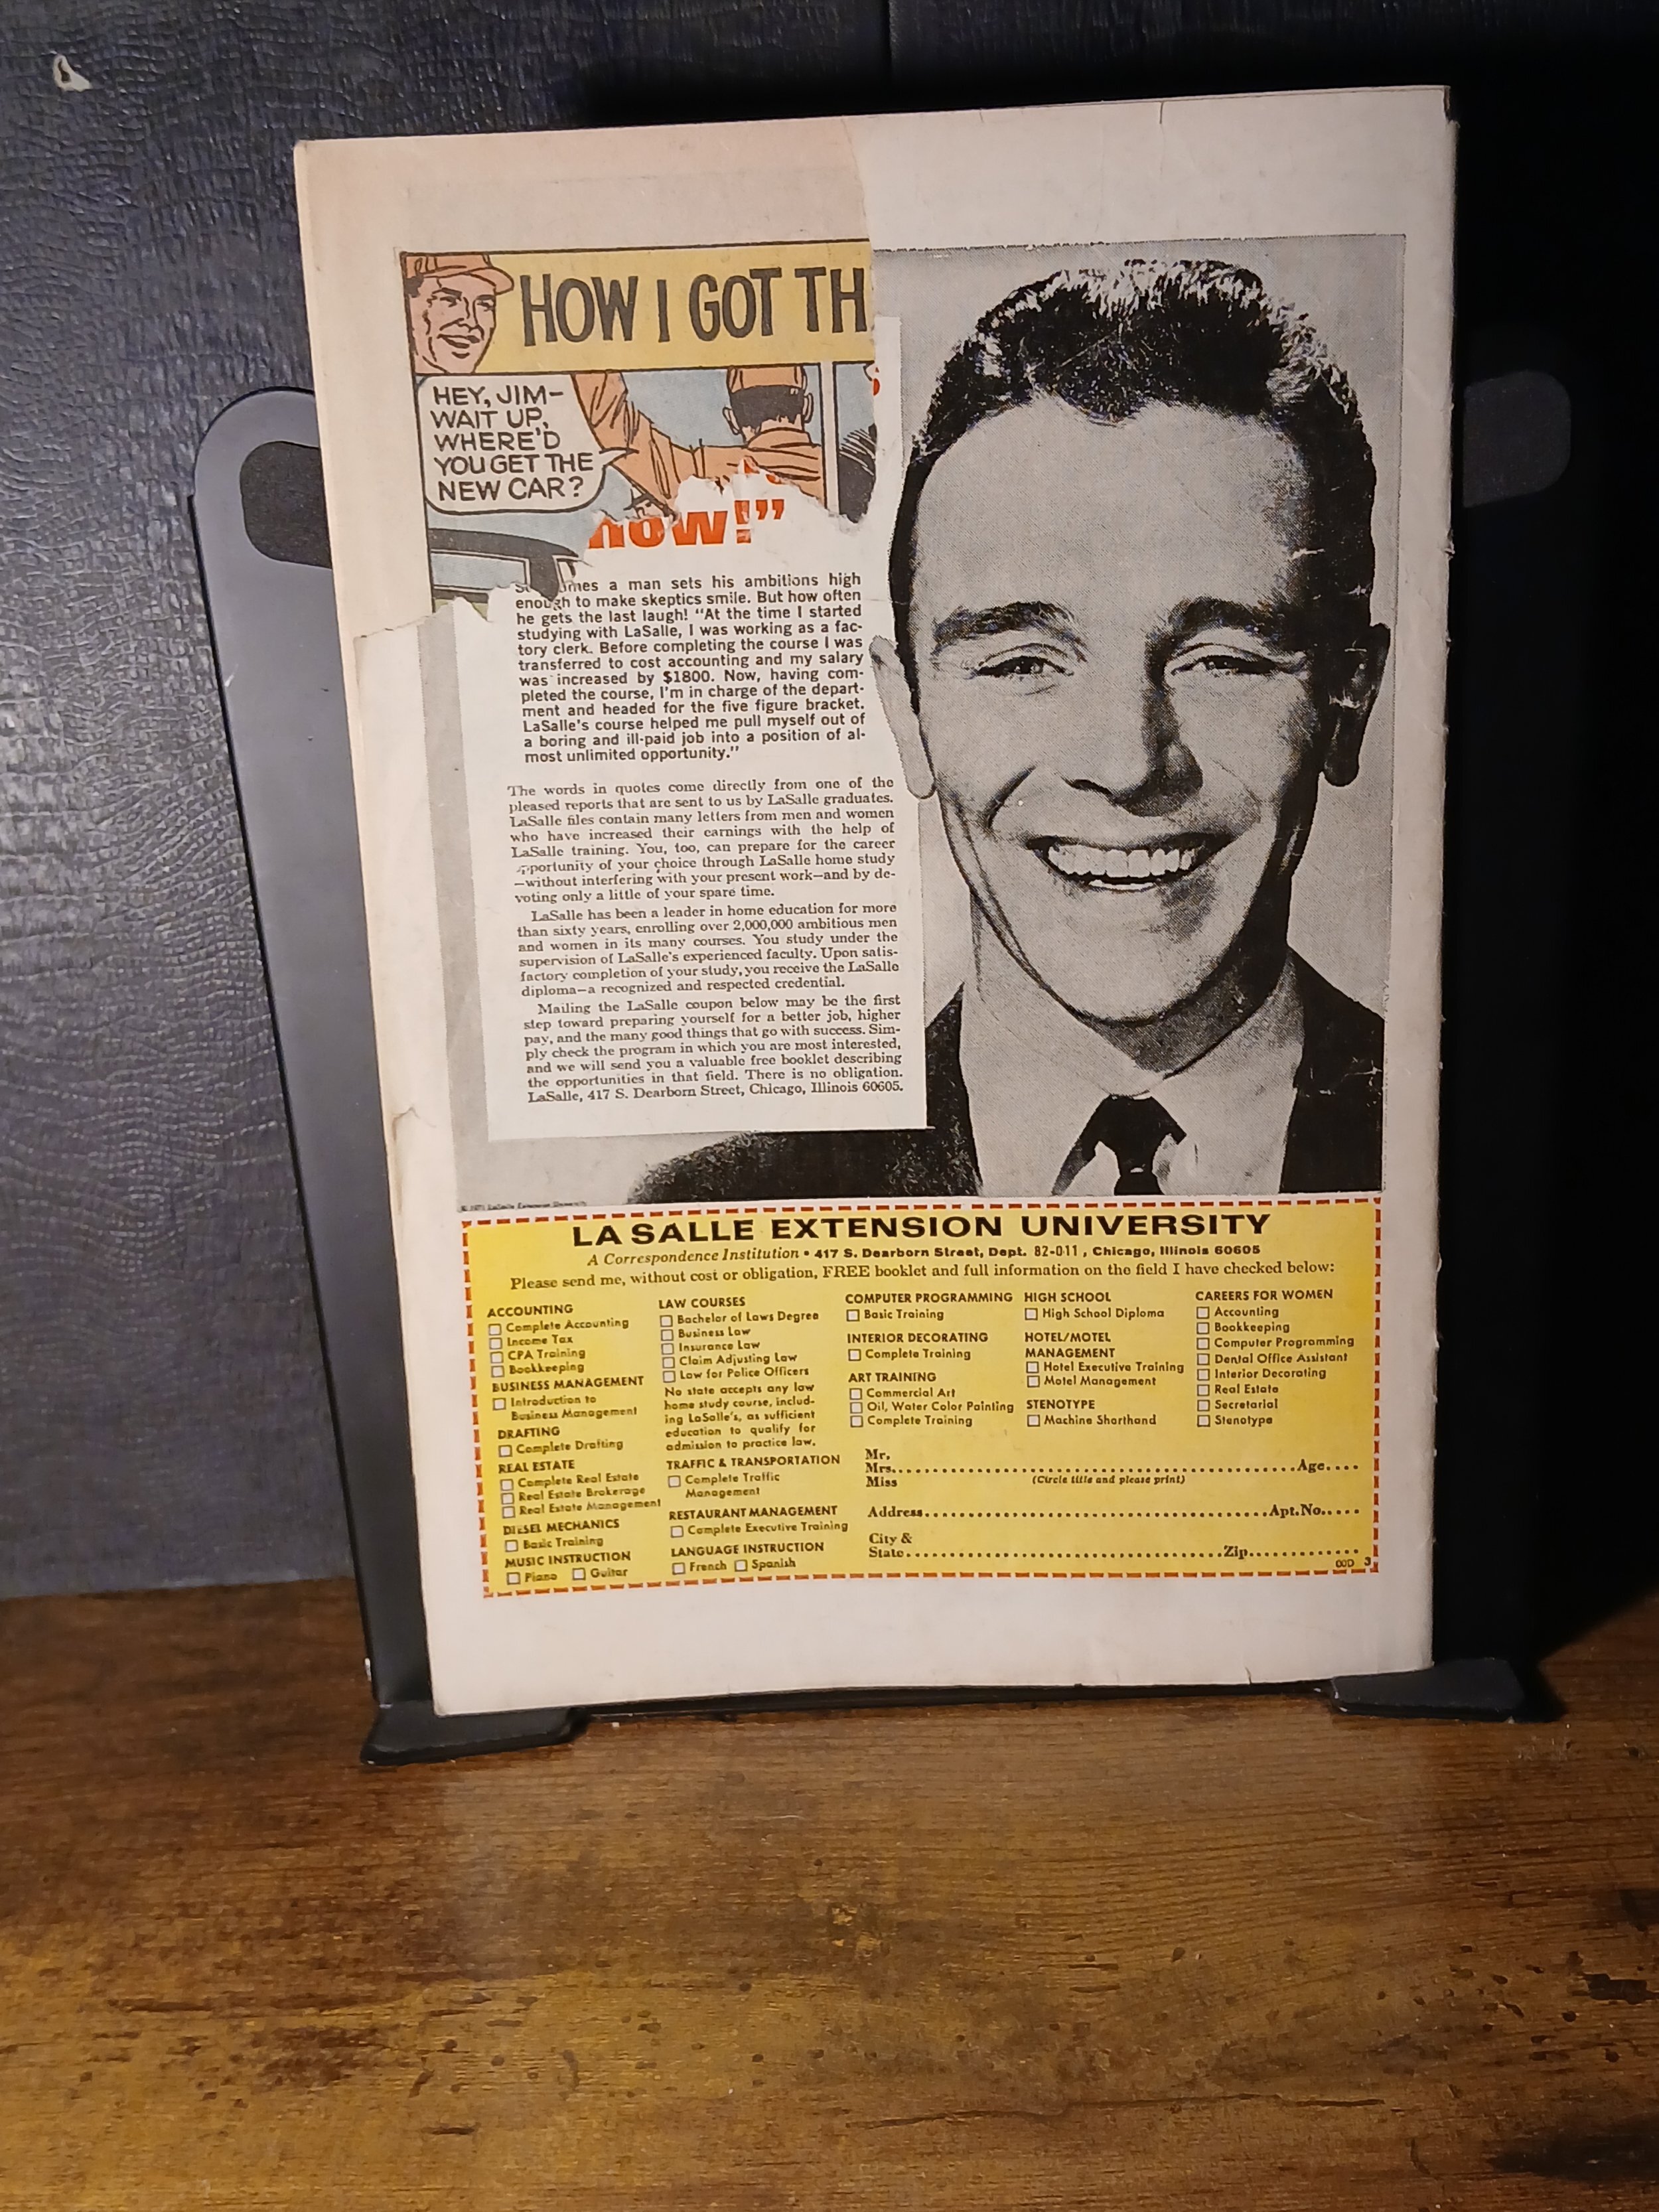 HOW I GOT TH
HEY, JIM-
WAIT UP,
WHERE'D
YOU GET THE
NEW CAR?
now!”
a man sets his ambitions high
enough to make skeptics smile. But how often
he gets the last laugh! “At the time I started
studying with LaSalle, I was working as a fac-
tory clerk. Before completing the course I was
transferred to cost accounting and my salary
was increased by $1800. Now, having com-
pleted the course, I'm in charge of the depart-
ment and headed for the five figure bracket.
LaSalle's course helped me pull myself out of
a boring and ill-paid job into a position of al-
most unlimited opportunity.”
The words in quotes come directly from one of the
pleased reports that are sent to us by LaSalle graduates.
LaSalle files contain many letters from men and women
who have increased their earnings with the help of
LaSalle training. You, too, can prepare for the career
opportunity of your choice through LaSalle home study
—without interfering with your present work—and by de-
voting only a little of your spare time.
LaSalle has been a leader in home education for more
than sixty years, enrolling over 2,000,000 ambitious men
and women in its many courses. You study under the
supervision of LaSalle's experienced faculty. Upon satis-
factory completion of your study, you receive the LaSalle
diploma—a recognized and respected credential.
Mailing the LaSalle coupon below may be the first
step toward preparing yourself for a better job, higher
pay, and the many good things that go with success. Sim-
ply check the program in which you are most interested,
and we will send you a valuable free booklet describing
the opportunities in that field. There is no obligation.
LaSalle, 417 S. Dearborn Street, Chicago, Illinois 60605.
© 1971 LaSalle Extension University
LA SALLE EXTENSION UNIVERSITY
A Correspondence Institution • 417 S. Dearborn Street, Dept. 82-011, Chicago, Illinois 60605
Please send me, without cost or obligation, FREE booklet and full information on the field I have checked below:
ACCOUNTING
Complete Accounting
Income Tax
CPA Training
Bookkeeping
BUSINESS MANAGEMENT
Introduction to
Business Management
DRAFTING
Complete Drafting
REAL ESTATE
Complete Real Estate
Real Estate Brokerage
Real Estate Management
DIESEL MECHANICS
Basic Training
MUSIC INSTRUCTION
Piano Guitar
LAW COURSES
Bachelor of Laws Degree
Business Law
Insurance Law
Claim Adjusting Law
Law for Police Officers
No state accepts any law
home study course, includ-
ing LaSalle's, as sufficient
education to qualify for
admission to practice law.
TRAFFIC & TRANSPORTATION
Complete Traffic
Management
RESTAURANT MANAGEMENT
Complete Executive Training
LANGUAGE INSTRUCTION
French Spanish
COMPUTER PROGRAMMING
Basic Training
INTERIOR DECORATING
Complete Training
ART TRAINING
Commercial Art
Oil, Water Color Painting
Complete Training
HIGH SCHOOL
High School Diploma
HOTEL/MOTEL
MANAGEMENT
Hotel Executive Training
Motel Management
STENOTYPE
Machine Shorthand
CAREERS FOR WOMEN
Accounting
Bookkeeping
Computer Programming
Dental Office Assistant
Interior Decorating
Real Estate
Secretarial
Stenotype
Mr.
Mrs. Age
Miss (Circle title and please print)
Address Apt.No.
City &
State Zip
00D 3